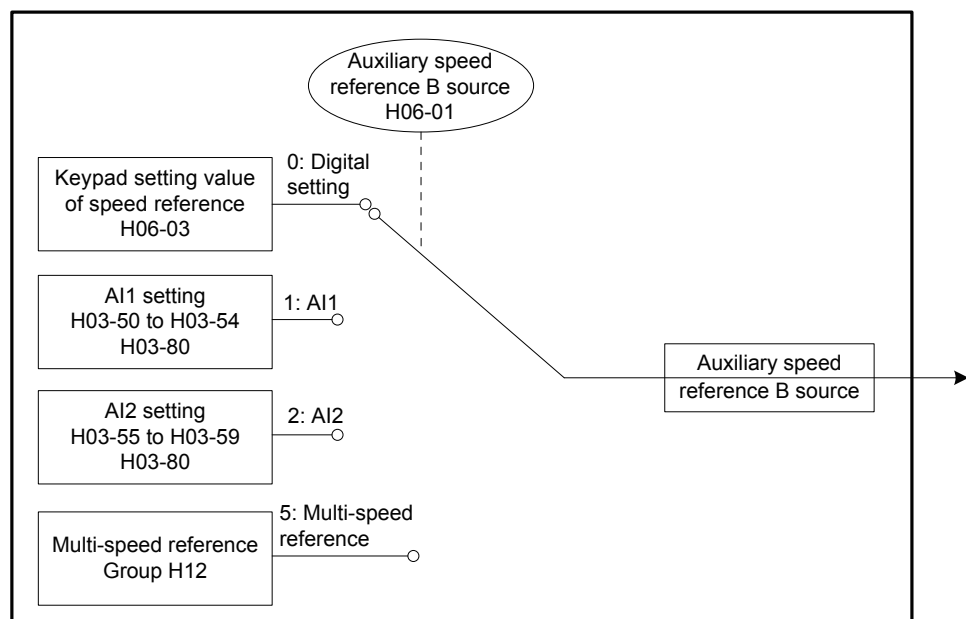 Auxiliary speed
reference B source
H06-01
0: Digital
setting
Keypad setting value
of speed reference
H06-03
AI1 setting
H03-50 to H03-54
H03-80
1: AI1
Auxiliary speed
reference B source
AI2 setting
H03-55 to H03-59
H03-80
2: AI2
5: Multi-speed
reference
Multi-speed reference
Group H12